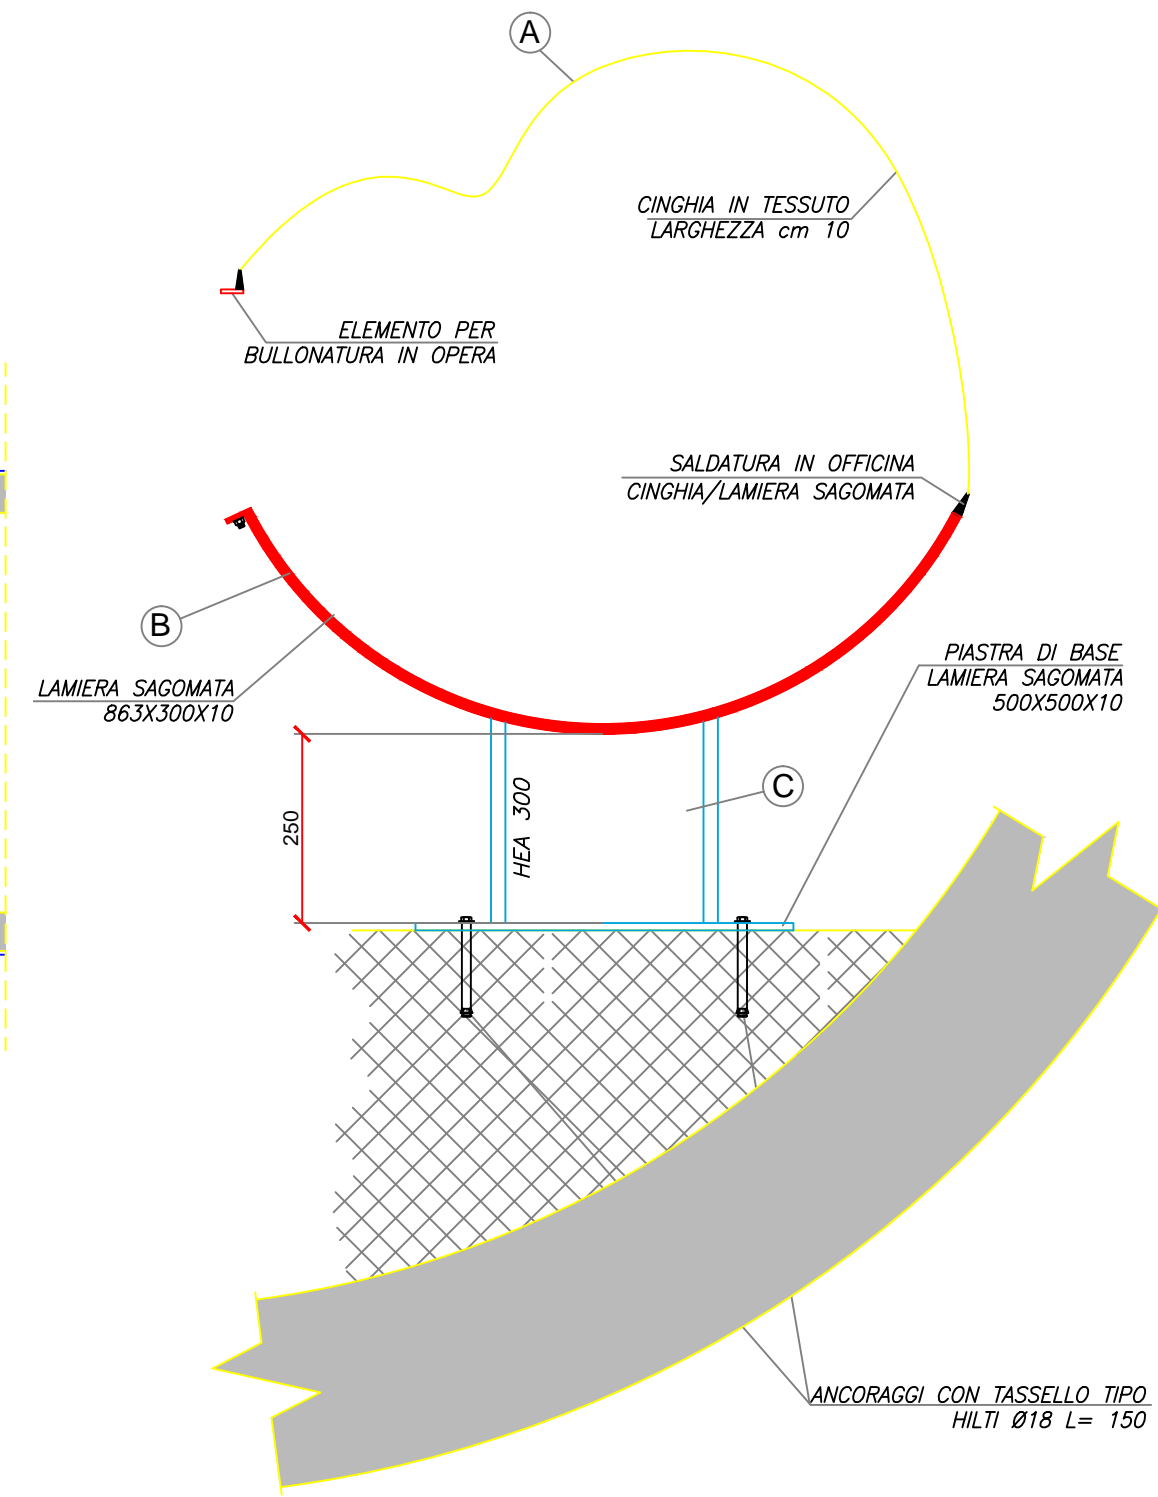 A
CINGHIA IN TESSUTO
LARGHEZZA cm 10
ELEMENTO PER
BULLONATURA IN OPERA
SALDATURA IN OFFICINA
CINGHIA/LAMIERA SAGOMATA
B
PIASTRA DI BASE
LAMIERA SAGOMATA
500X500X10
LAMIERA SAGOMATA
863X300X10
250
HEA 300
C
ANCORAGGI CON TASSELLO TIPO
HILTI Ø18 L= 150